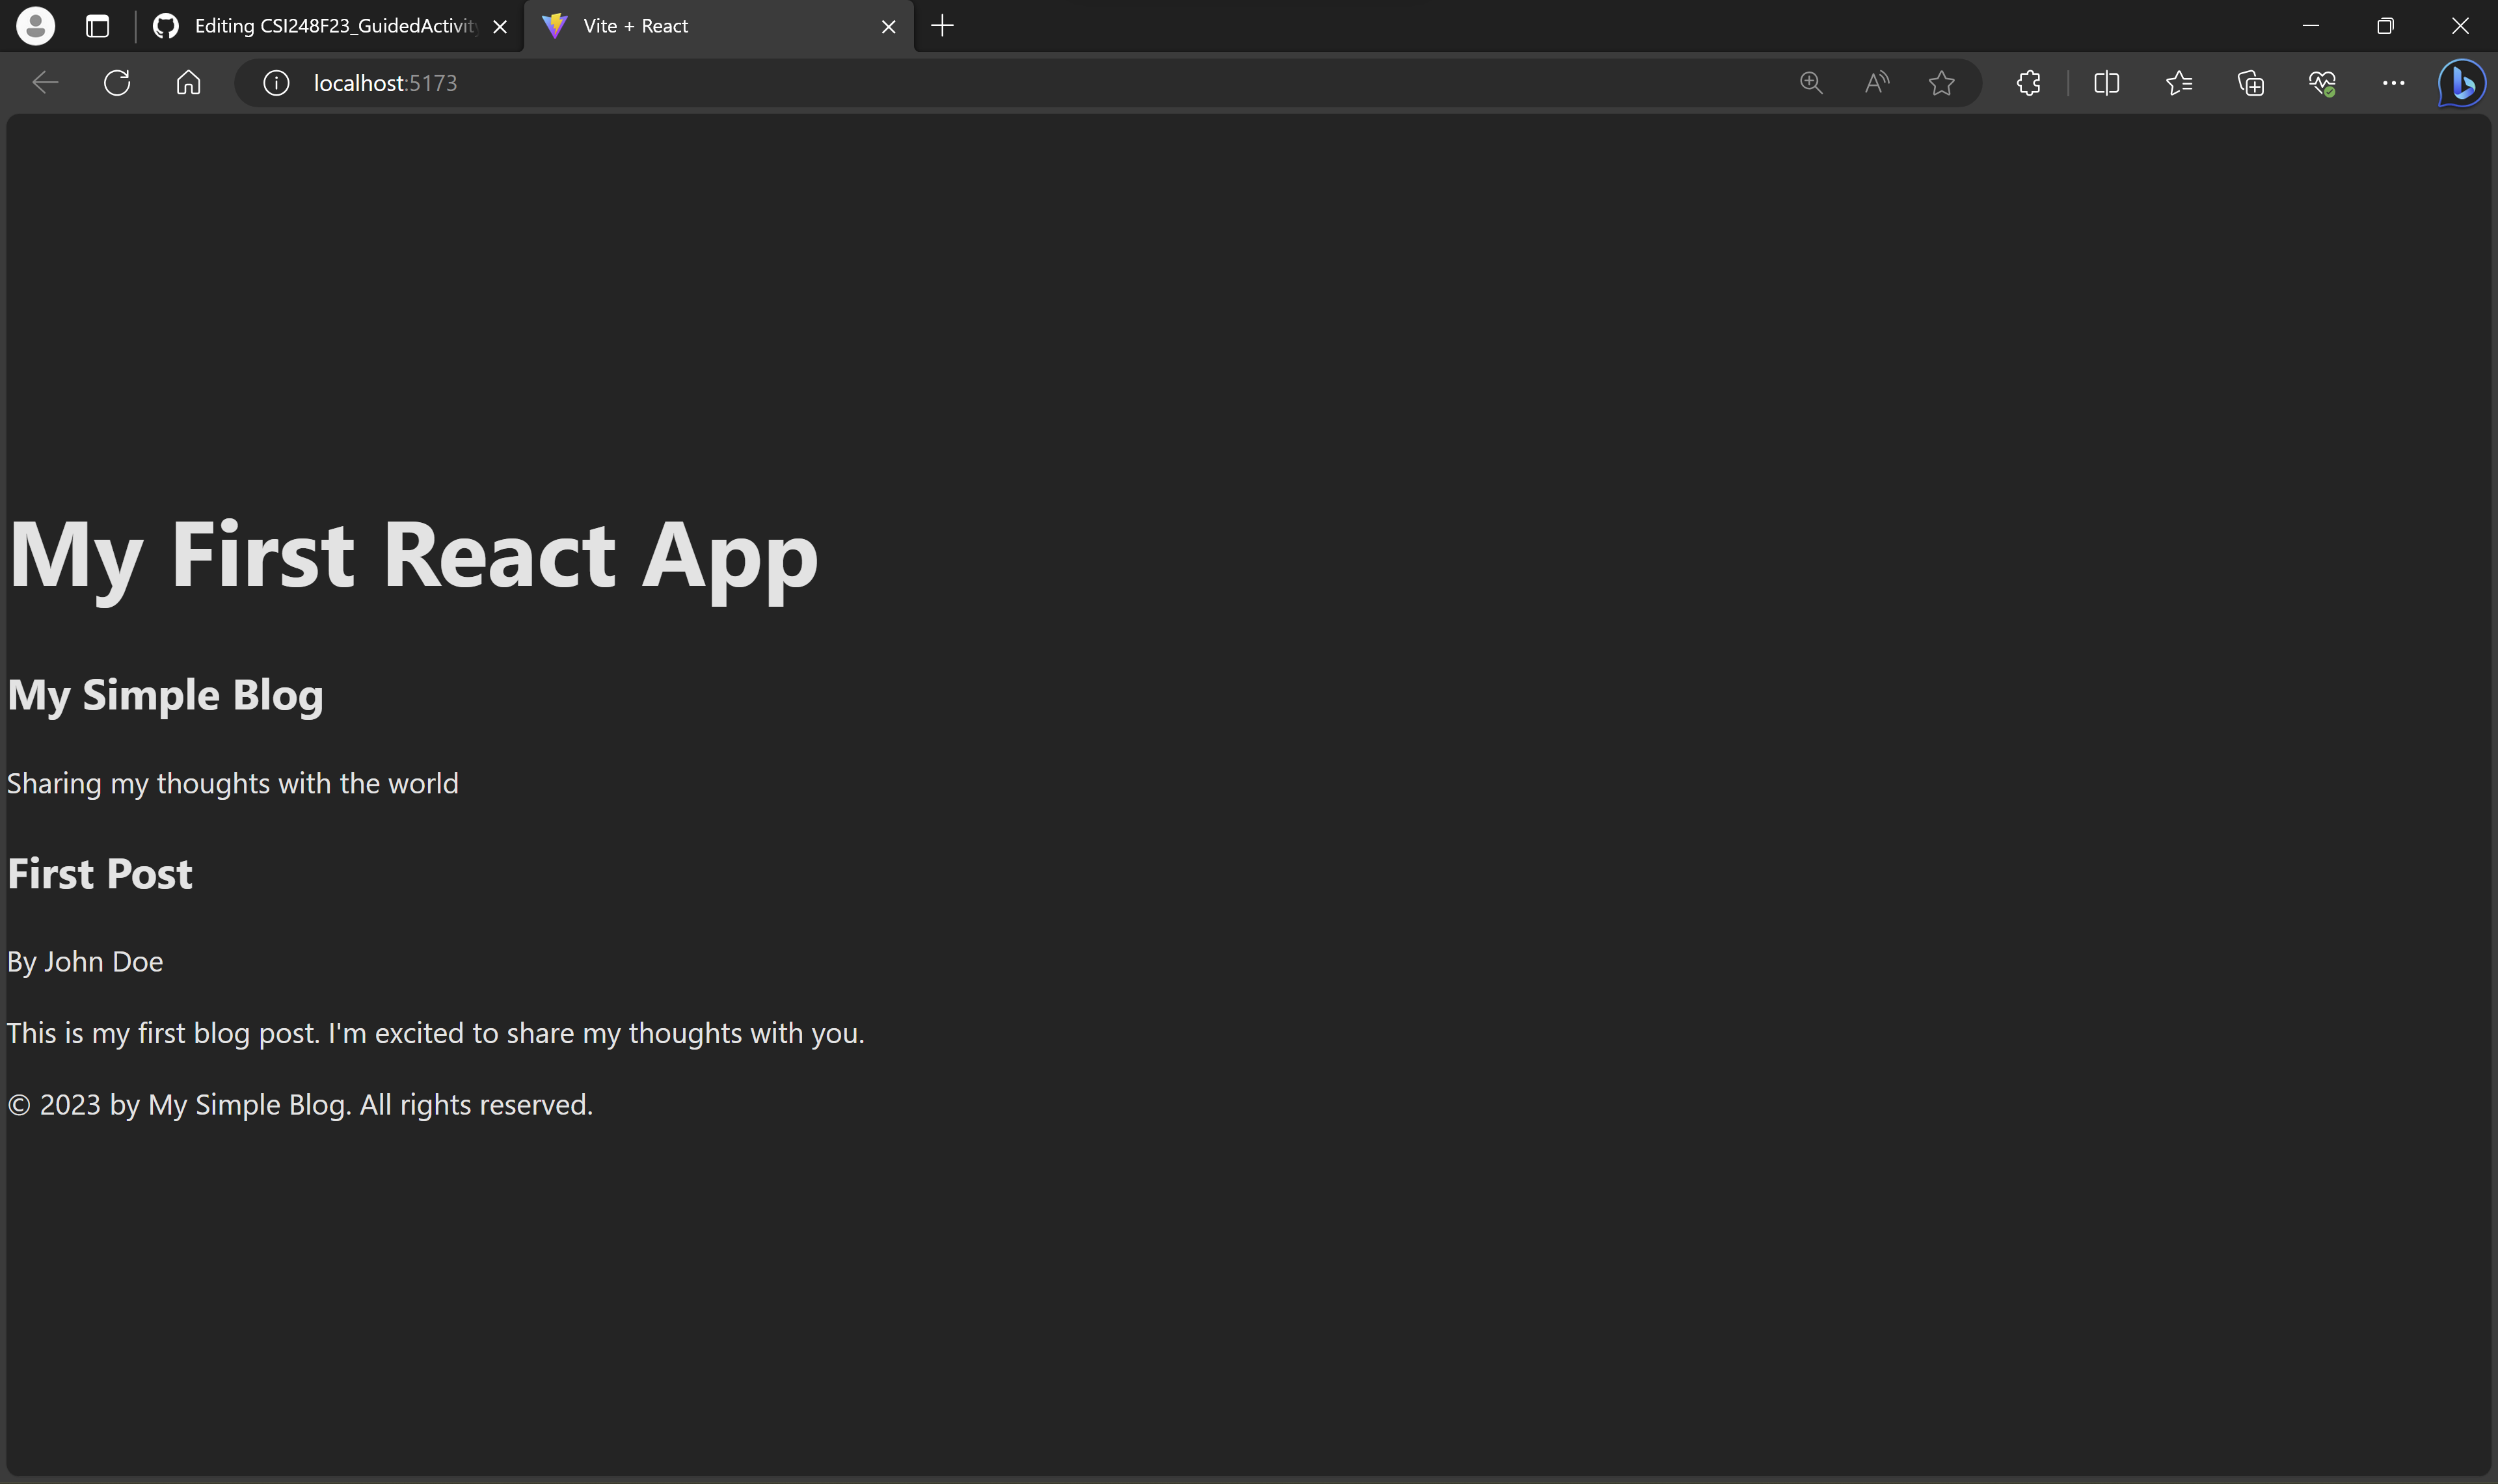 Editing CSI248F23_GuidedActivit
Vite + React
localhost:5173
My First React App
My Simple Blog
Sharing my thoughts with the world
First Post
By John Doe
This is my first blog post. I'm excited to share my thoughts with you.
© 2023 by My Simple Blog. All rights reserved.